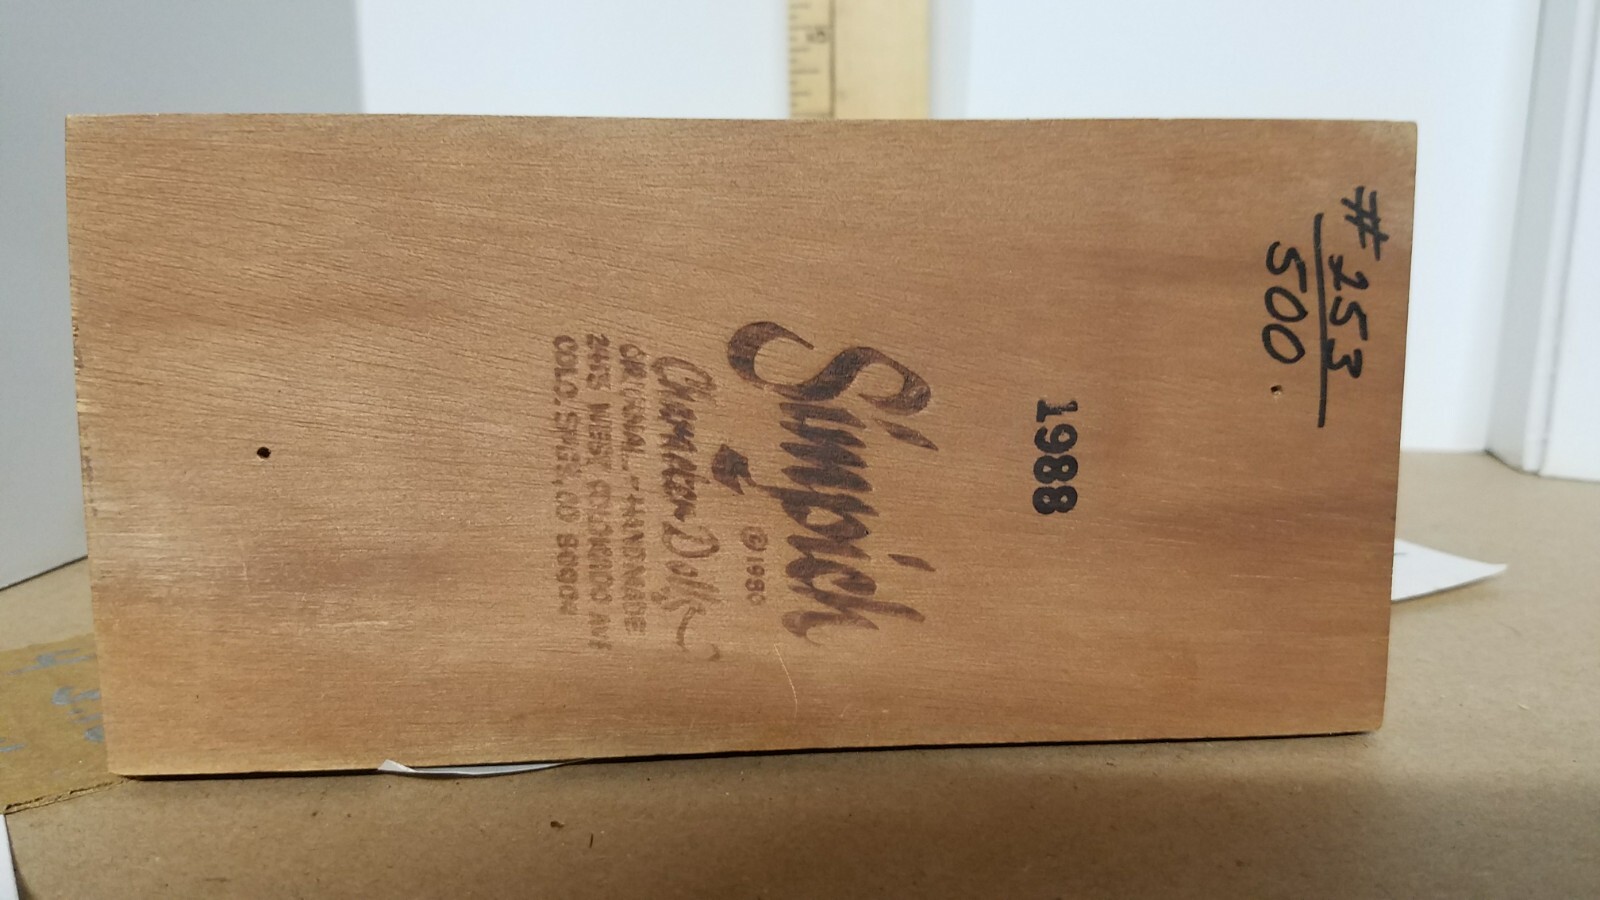 # 253
500
1988
Simpich
© 1980
Character Dolls
ORIGINAL - HANDMADE
2413 WEST COLORADO AVE
COLO. SPGS., CO 80904